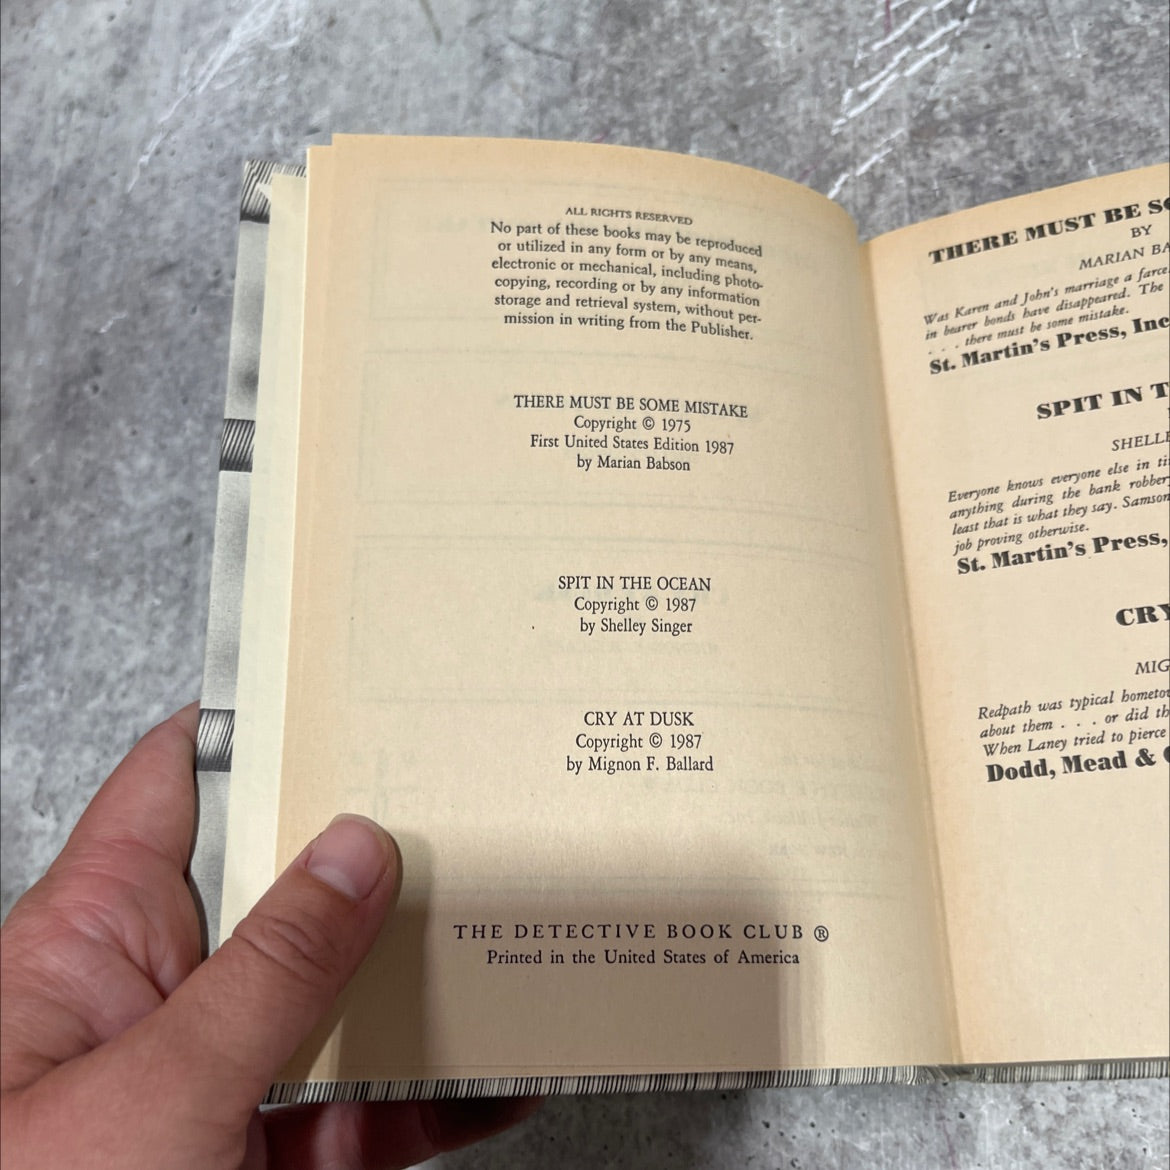 ALL RIGHTS RESERVED
No part of these books may be reproduced
or utilized in any form or by any means,
electronic or mechanical, including photo-
copying, recording or by any information
storage and retrieval system, without per-
mission in writing from the Publisher.
THERE MUST BE SOME MISTAKE
Copyright © 1975
First United States Edition 1987
by Marian Babson
SPIT IN THE OCEAN
Copyright © 1987
by Shelley Singer
CRY AT DUSK
Copyright © 1987
by Mignon F. Ballard
THE DETECTIVE BOOK CLUB ®
Printed in the United States of America
THERE MUST BE SO
BY
MARIAN BA
Was Karen and John's marriage a farce
in bearer bonds have disappeared. The
. . . there must be some mistake.
St. Martin's Press, Inc
SPIT IN T
SHELLE
Everyone knows everyone else in ti
anything during the bank robber
least that is what they say. Samson
job proving otherwise.
St. Martin's Press,
CRY
MIG
Redpath was typical hometow
about them . . . or did th
When Laney tried to pierce
Dodd, Mead &